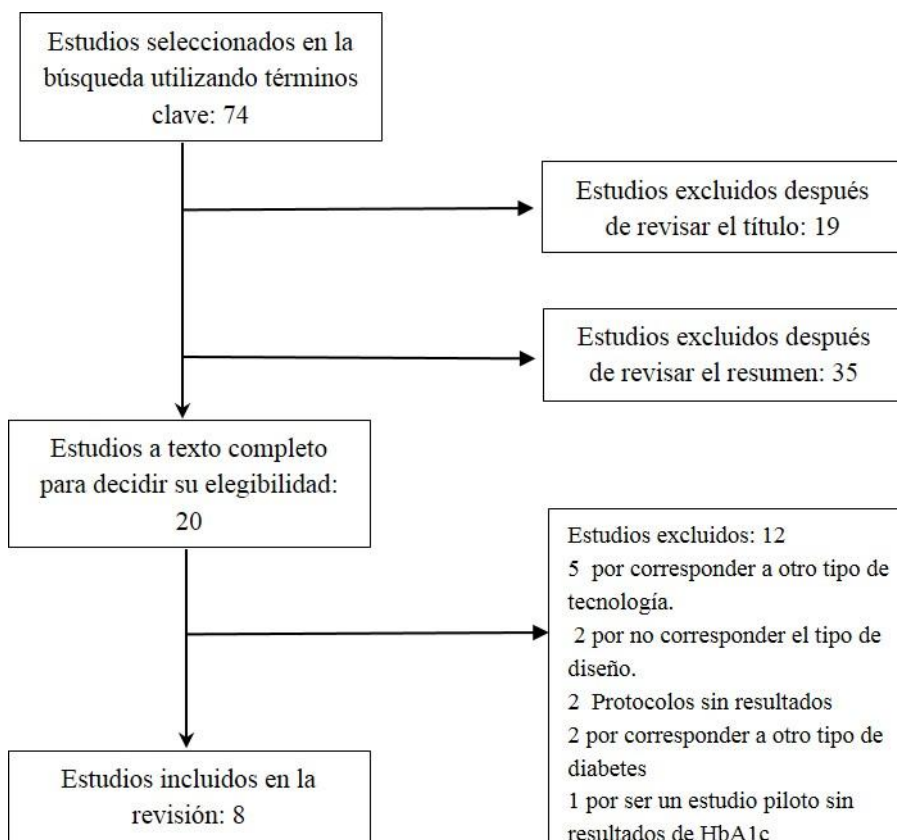 Estudios seleccionados en la
búsqueda utilizando términos
clave: 74
Estudios excluidos después
de revisar el título: 19
Estudios excluidos después
de revisar el resumen: 35
Estudios a texto completo
para decidir su elegibilidad:
20
Estudios excluidos: 12
5 por corresponder a otro tipo de
tecnología.
2 por no corresponder el tipo de
diseño.
2 Protocolos sin resultados
2 por corresponder a otro tipo de
diabetes
1 por ser un estudio piloto sin
resultados de HbA1c
Estudios incluidos en la
revisión: 8